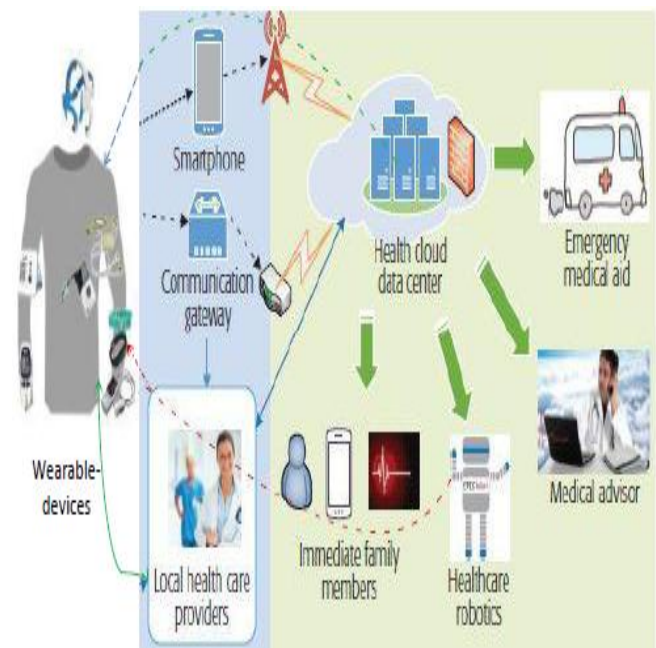 Smartphone
Communication
gateway
Health cloud
data center
Emergency
medical aid
Wearable-
devices
Local health care
providers
Immediate family
members
Healthcare
robotics
Medical advisor